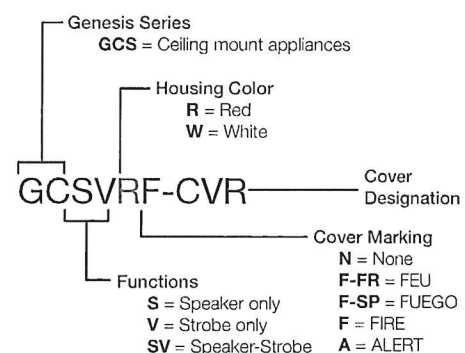 Genesis Series
GCS = Ceiling mount appliances
Housing Color
R = Red
W = White
GCSVRF-CVR
Cover
Designation
Cover Marking
N = None
F-FR = FEU
F-SP = FUEGO
F = FIRE
A = ALERT
Functions
S = Speaker only
V = Strobe only
SV = Speaker-Strobe